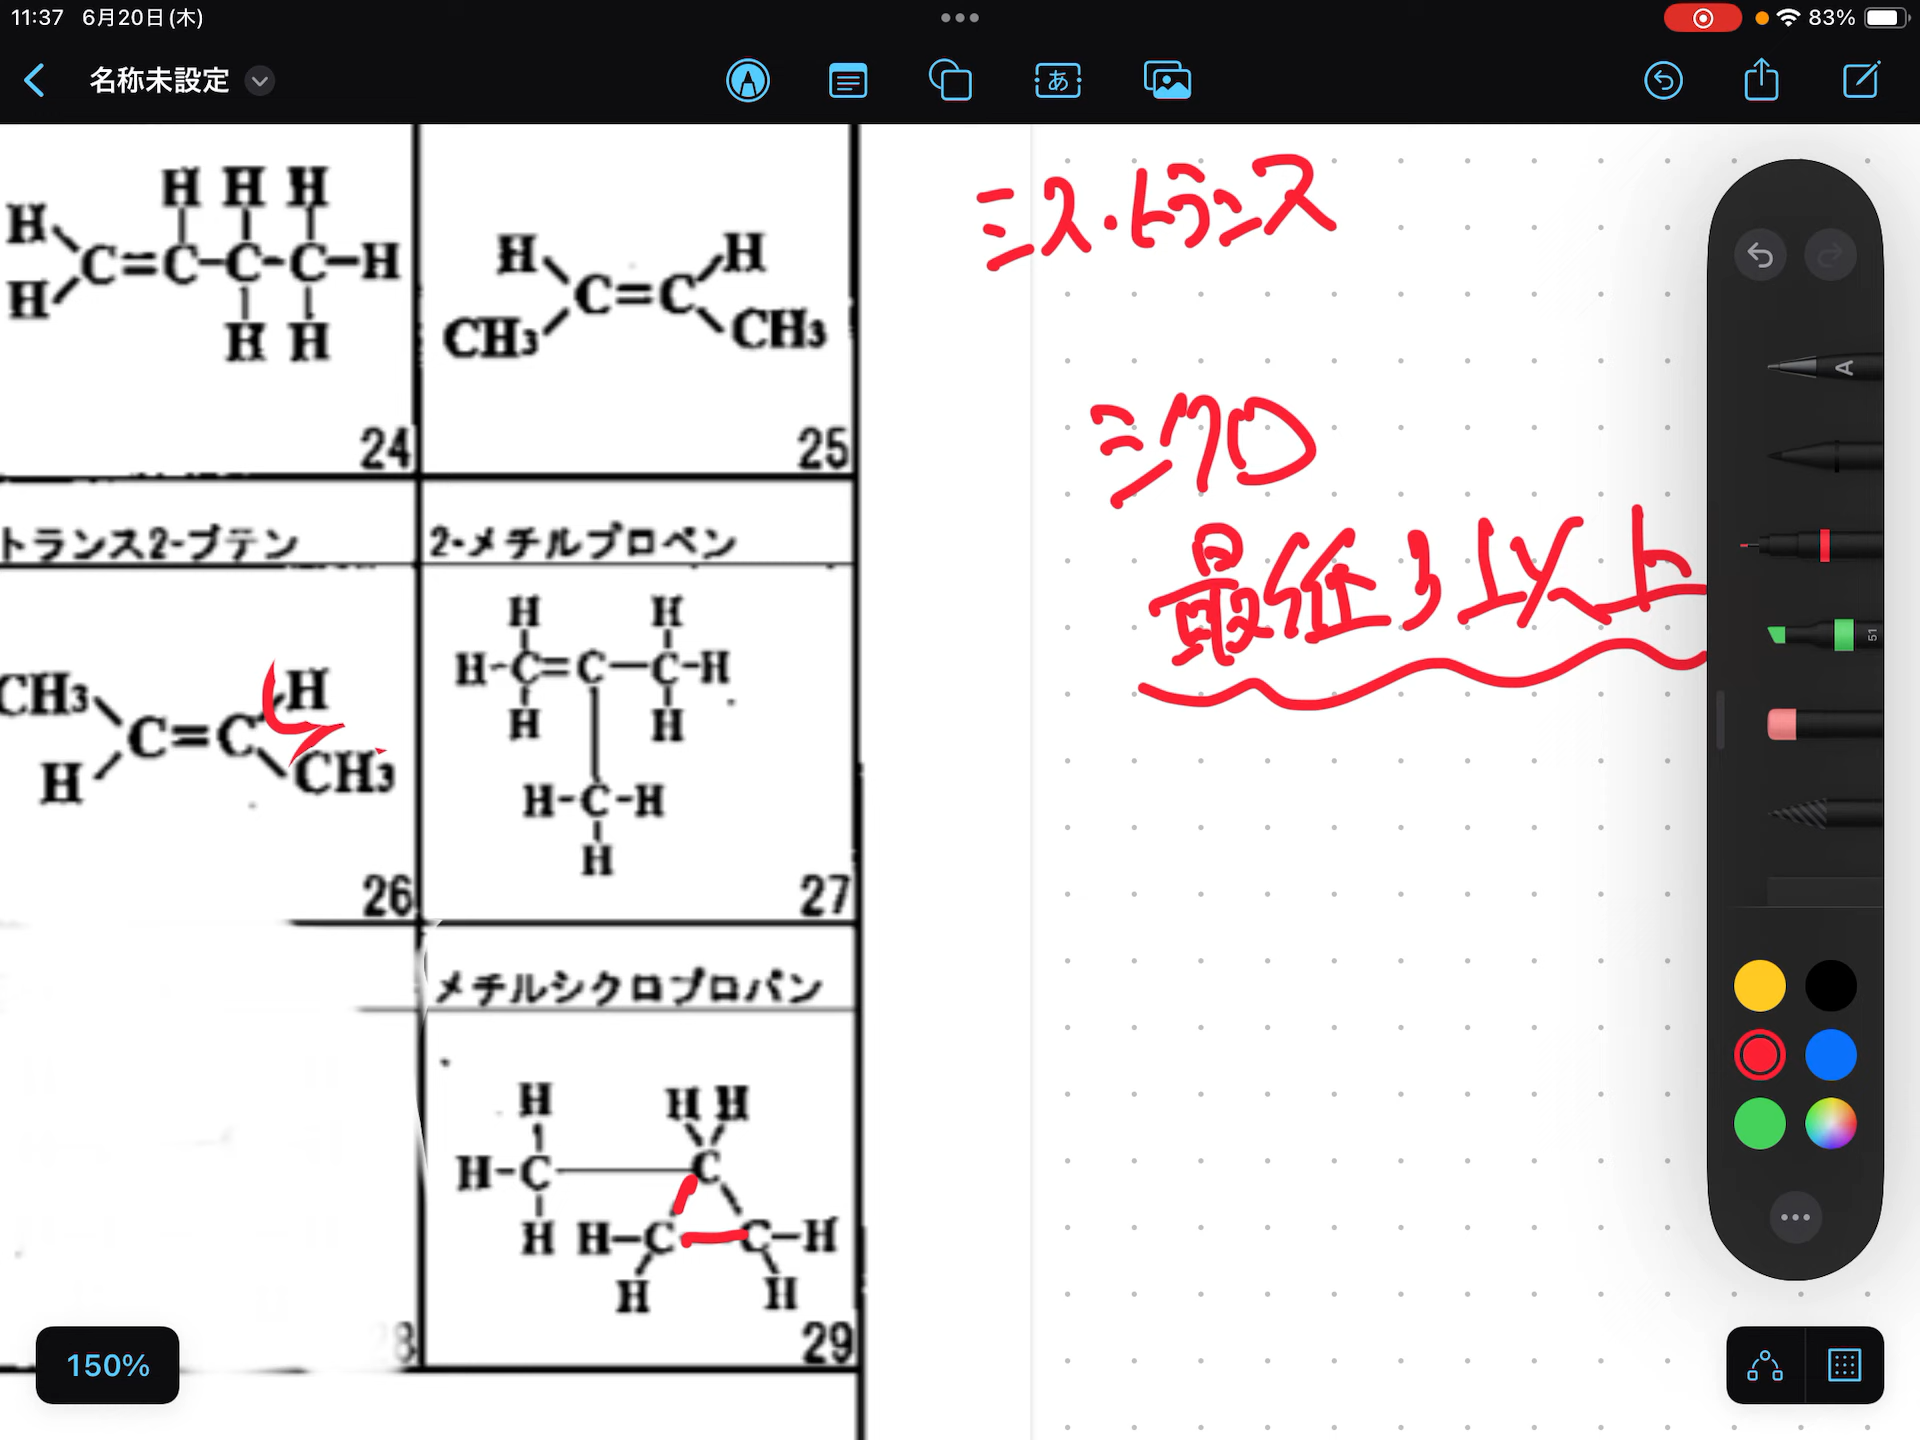 11:37 6月20日(木)
83%
名称未設定
あ
H H H
H
C=C-C-C-H
H
H H
24
H H
C=C
CH3 CH3
25
シス・トランス
シクロ
最低3以上
トランス2-ブテン
CH3 H
C=C
H CH3
26
2-メチルプロペン
H H
H-C=C-C-H
H H
H-C-H
H
27
メチルシクロプロパン
H H H
H-C C
H H-C C-H
H H
28
29
A
51
150%